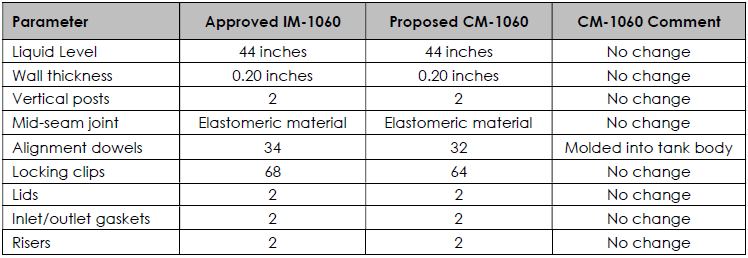 Parameter Approved IM-1060 Proposed CM-1060 CM-1060 Comment
Liquid Level 44 inches 44 inches No change
Wall thickness 0.20 inches 0.20 inches No change
Vertical posts 2 2 No change
Mid-seam joint Elastomeric material Elastomeric material No change
Alignment dowels 34 32 Molded into tank body
Locking clips 68 64 No change
Lids 2 2 No change
Inlet/outlet gaskets 2 2 No change
Risers 2 2 No change